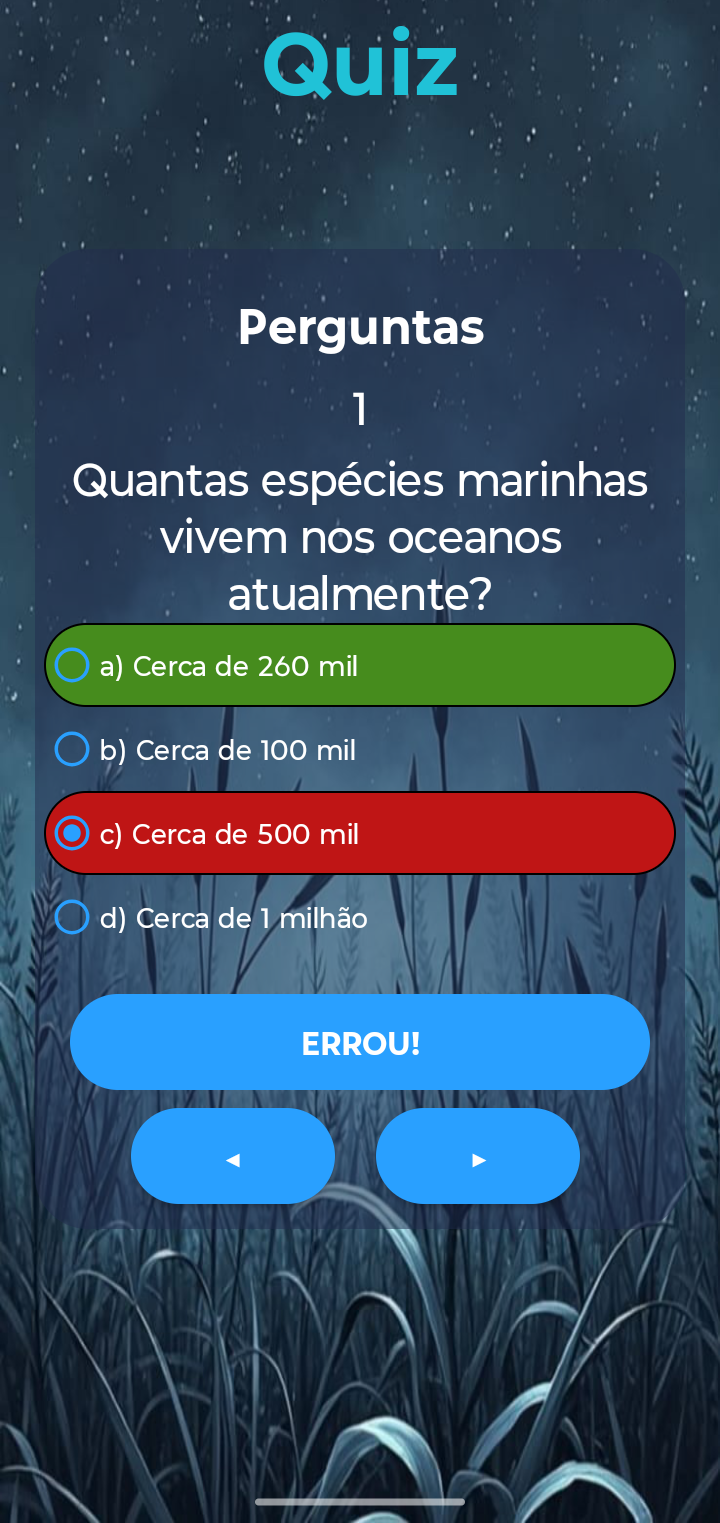 Quiz
Perguntas
1
Quantas espécies marinhas
vivem nos oceanos
atualmente?
a) Cerca de 260 mil
b) Cerca de 100 mil
c) Cerca de 500 mil
d) Cerca de 1 milhão
ERROU!